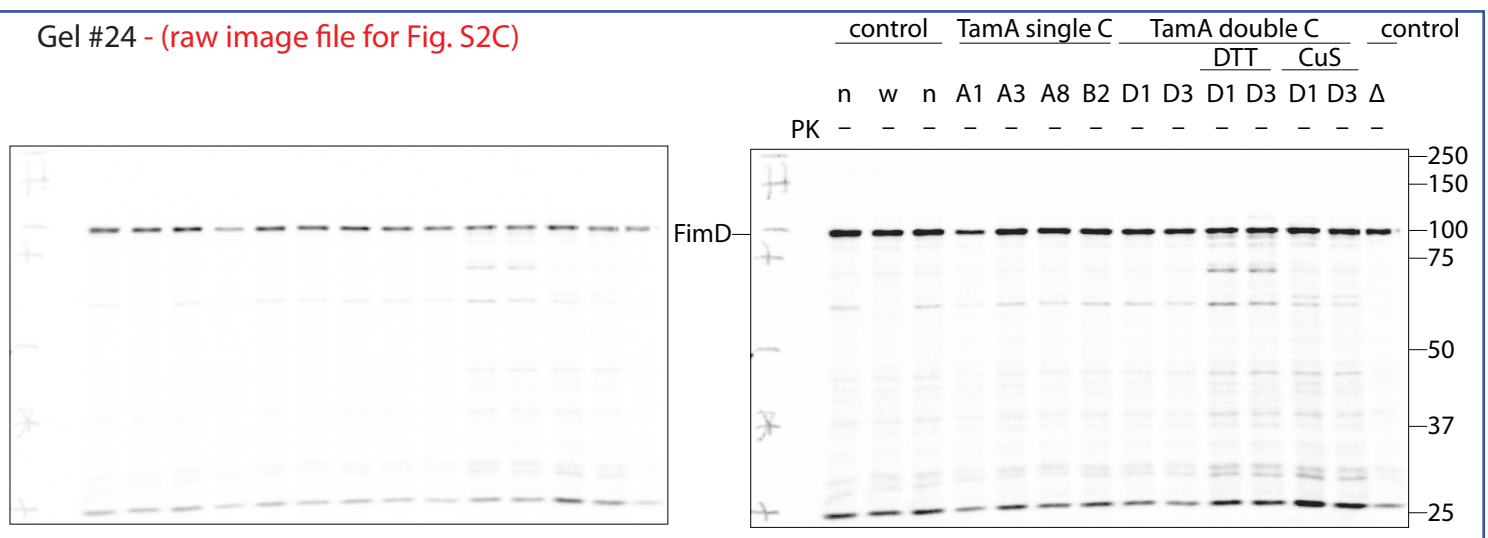 Gel #24 - (raw image file for Fig. S2C)
control TamA single C TamA double C control
DTT CuS
n w n A1 A3 A8 B2 D1 D3 D1 D3 D1 D3 Δ
PK – – – – – – – – – – – – – –
250
150
FimD 100
75
50
37
25